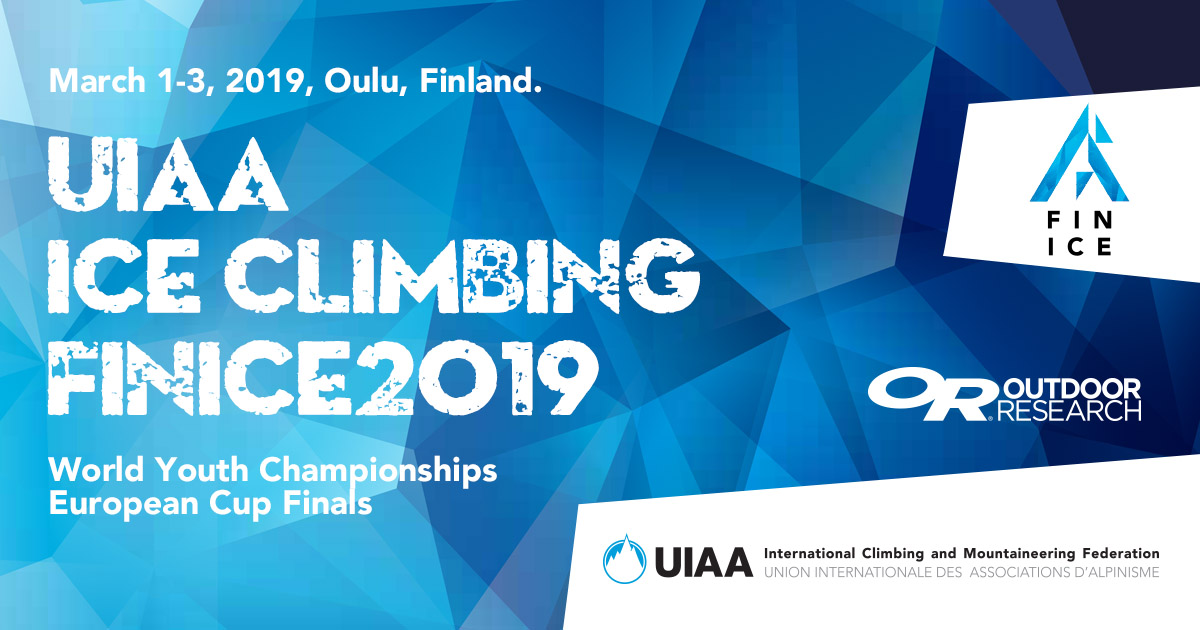 March 1-3, 2019, Oulu, Finland.
UIAA
ICE CLIMBING
FINICE2019
World Youth Championships
European Cup Finals
FIN
ICE
OR® OUTDOOR
RESEARCH
UIAA
International Climbing and Mountaineering Federation
UNION INTERNATIONALE DES ASSOCIATIONS D'ALPINISME